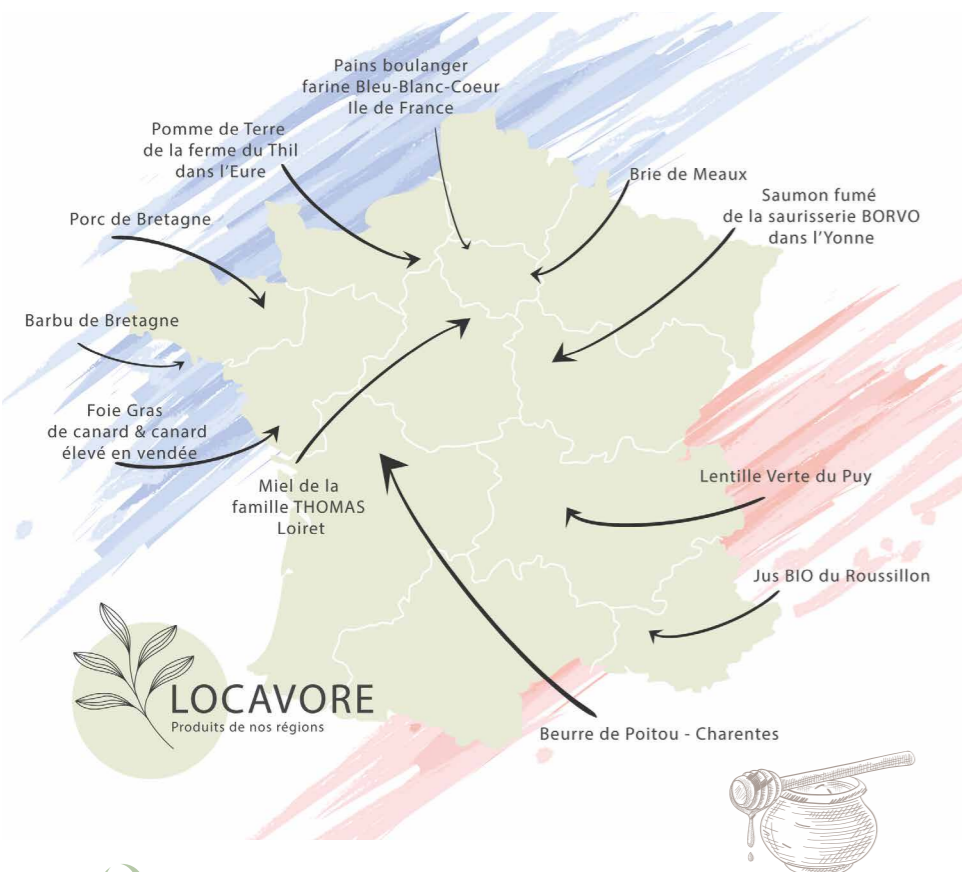 Pains boulanger
farine Bleu-Blanc-Coeur
Ile de France
Pomme de Terre
de la ferme du Thil
dans l'Eure
Brie de Meaux
Saumon fumé
de la saurisserie BORVO
dans l'Yonne
Porc de Bretagne
Barbu de Bretagne
Foie Gras
de canard & canard
élevé en vendée
Miel de la
famille THOMAS
Loiret
Lentille Verte du Puy
Jus BIO du Roussillon
LOCAVORE
Produits de nos régions
Beurre de Poitou - Charentes